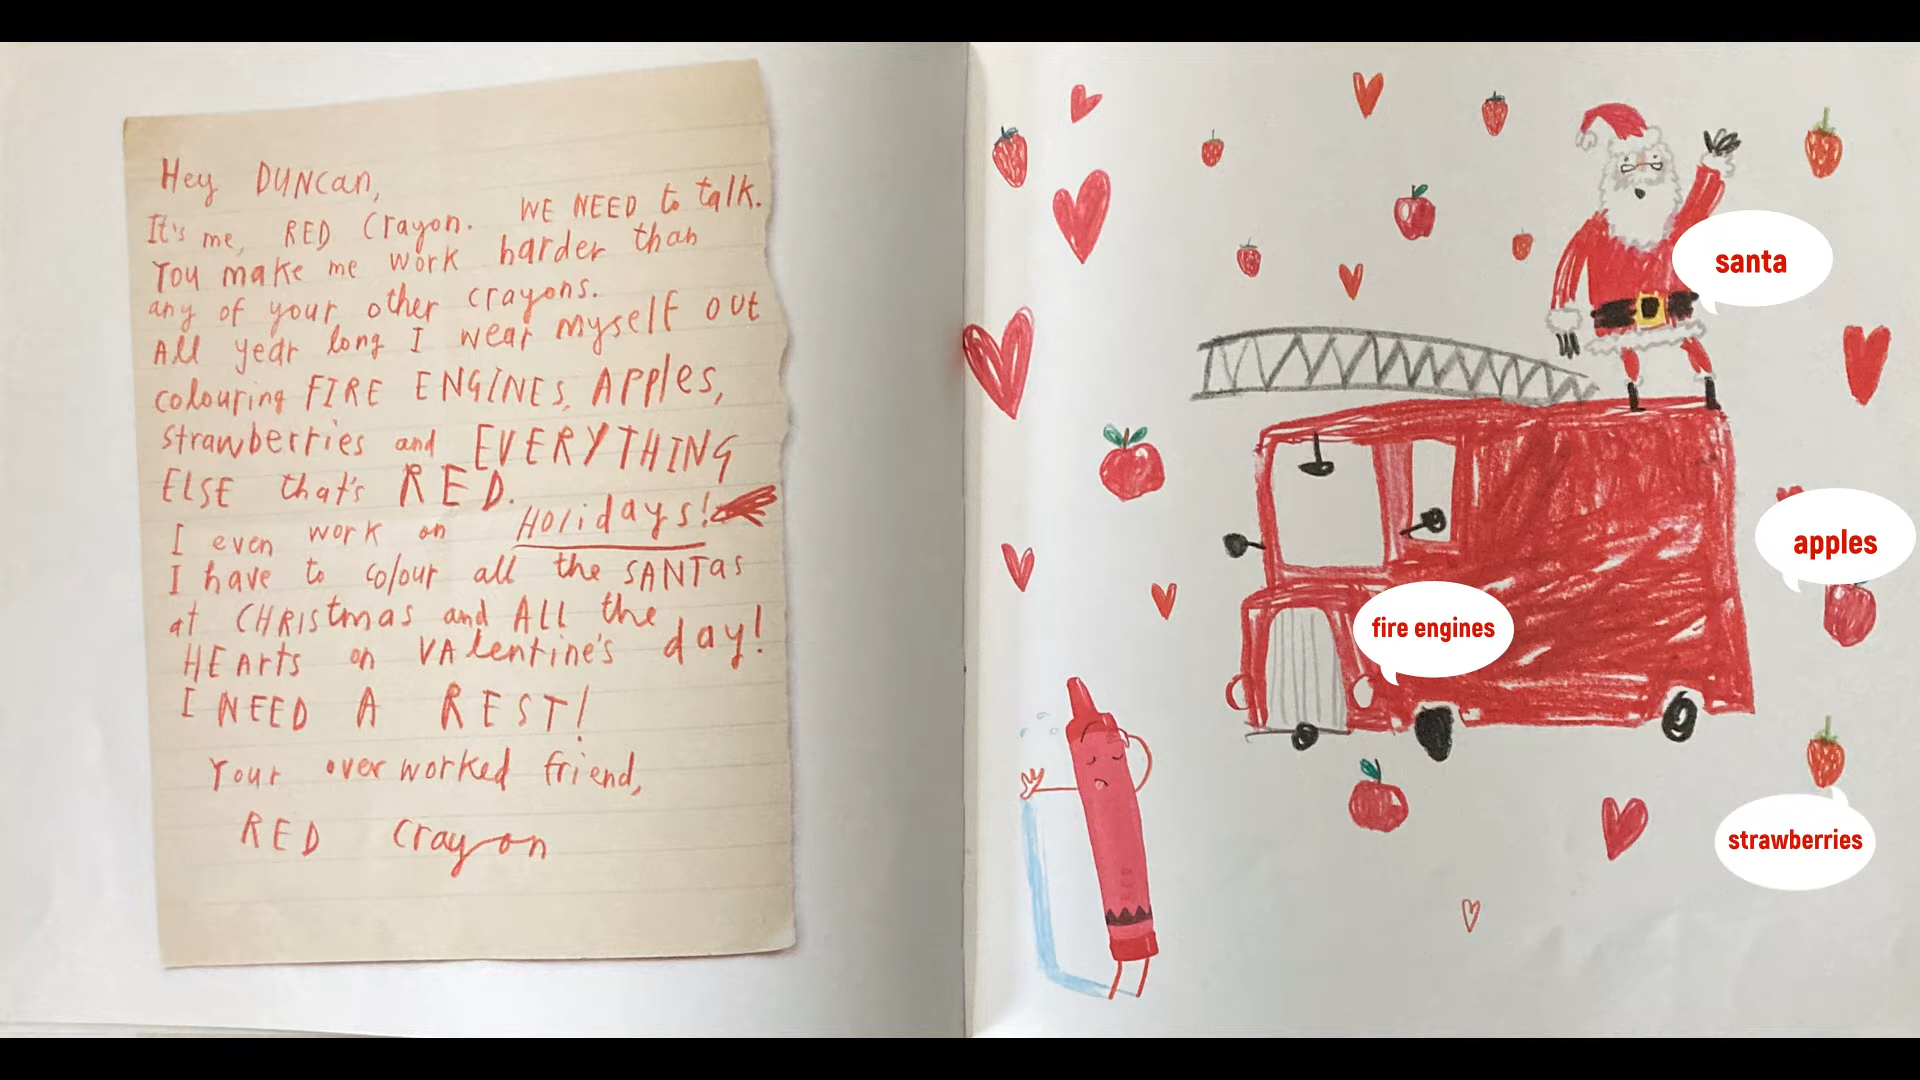 Hey DUNCAN,
It's me, RED Crayon. WE NEED to talk.
You make me work harder than
any of your other crayons.
All year long I wear myself out
colouring FIRE ENGINES, APPles,
strawberries and EVERYTHING
ELSE that's RED.
I even work on HOlidays!
I have to colour all the SANTAs
at CHRIstmas and ALL the
HEArts on VAlentine's day!
I NEED A REST!
Your overworked friend,
RED Crayon
santa
apples
fire engines
strawberries
RED